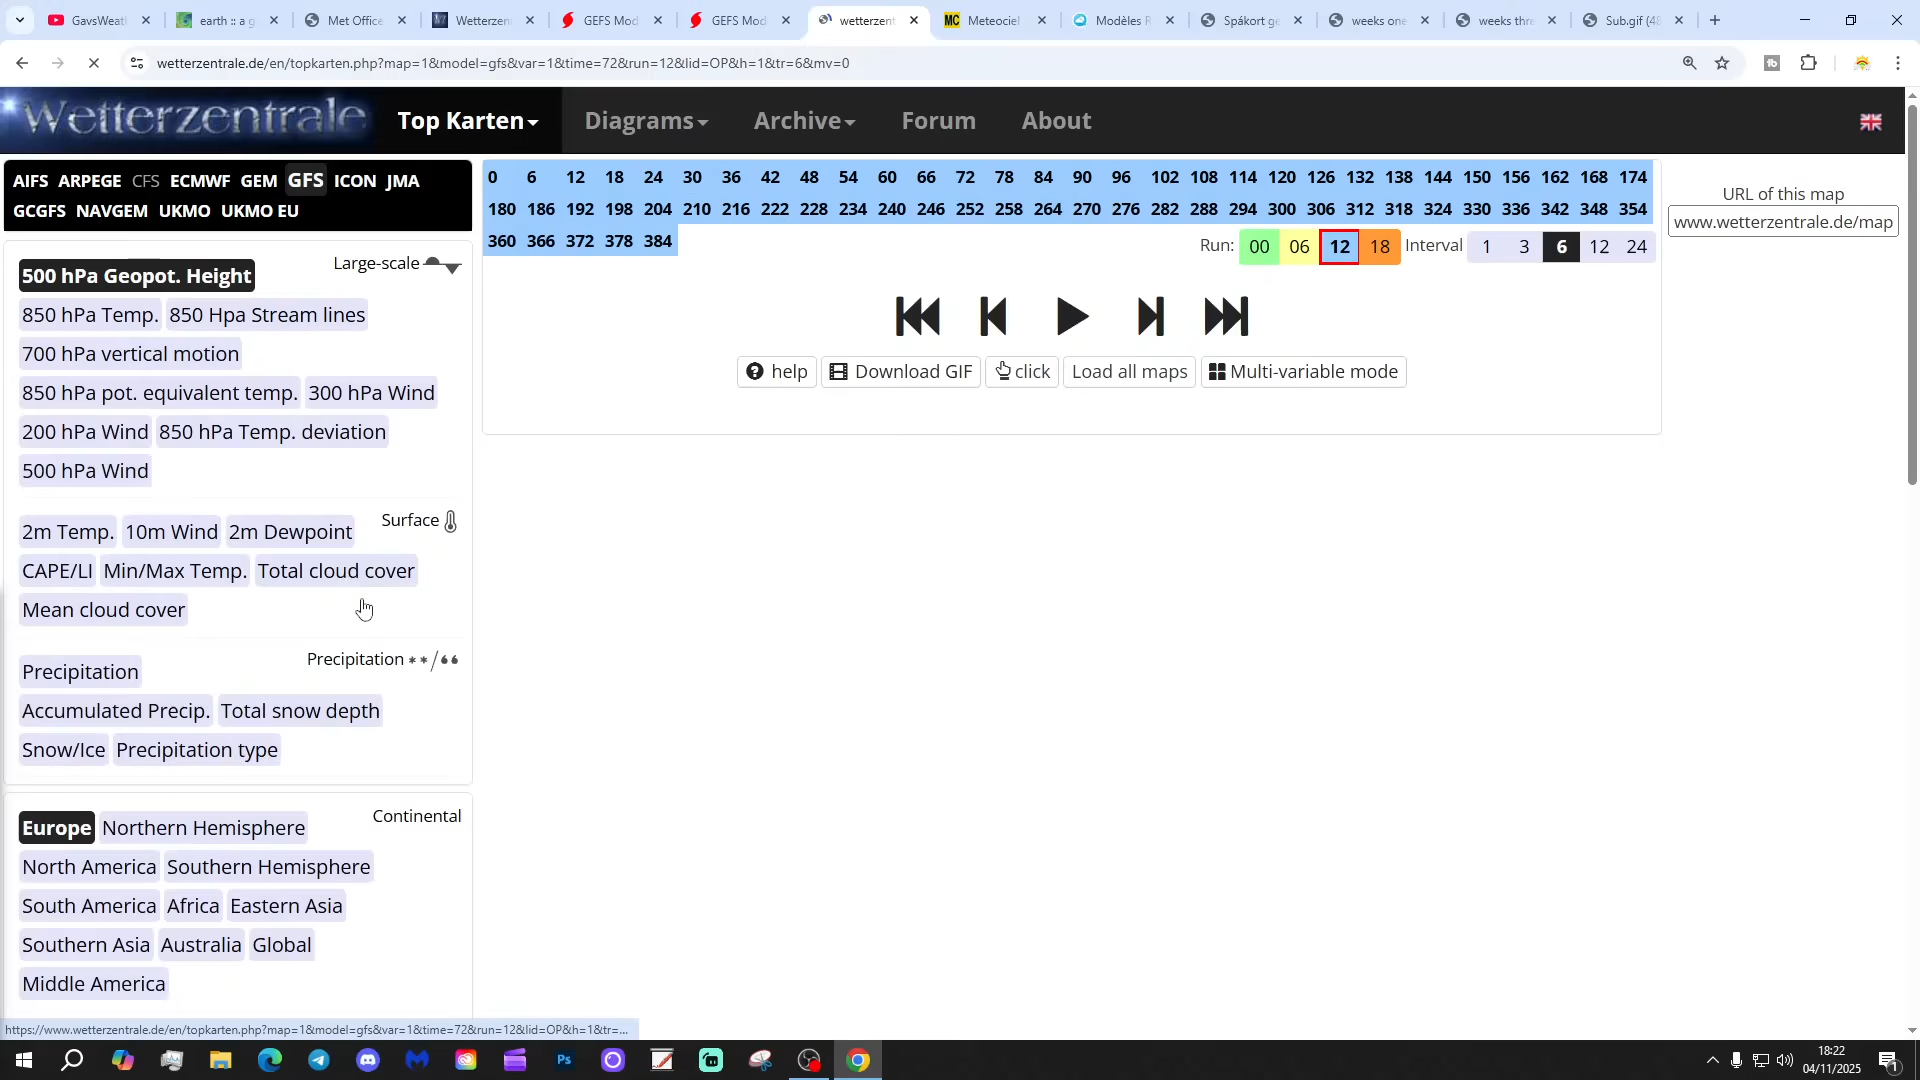 GavsWeath
earth :: a g
Met Office
Wetterzen
GEFS Mod
GEFS Mod
wetterzent
Meteociel
Modèles R
Spákort ge
weeks one
weeks thre
Sub.gif (48
wetterzentrale.de/en/topkarten.php?map=1&model=gfs&var=1&time=72&run=12&lid=OP&h=1&tr=6&mv=0
Wetterzentrale
Top Karten
Diagrams
Archive
Forum
About
AIFS ARPEGE CFS ECMWF GEM GFS ICON JMA
GCGFS NAVGEM UKMO UKMO EU
Large-scale
500 hPa Geopot. Height
850 hPa Temp. 850 Hpa Stream lines
700 hPa vertical motion
850 hPa pot. equivalent temp. 300 hPa Wind
200 hPa Wind 850 hPa Temp. deviation
500 hPa Wind
Surface
2m Temp. 10m Wind 2m Dewpoint
CAPE/LI Min/Max Temp. Total cloud cover
Mean cloud cover
Precipitation
Precipitation
Accumulated Precip. Total snow depth
Snow/Ice Precipitation type
Continental
Europe Northern Hemisphere
North America Southern Hemisphere
South America Africa Eastern Asia
Southern Asia Australia Global
Middle America
0 6 12 18 24 30 36 42 48 54 60 66 72 78 84 90 96 102 108 114 120 126 132 138 144 150 156 162 168 174
180 186 192 198 204 210 216 222 228 234 240 246 252 258 264 270 276 282 288 294 300 306 312 318 324 330 336 342 348 354
360 366 372 378 384
Run: 00 06 12 18 Interval 1 3 6 12 24
help
Download GIF
click
Load all maps
Multi-variable mode
URL of this map
www.wetterzentrale.de/map
https://www.wetterzentrale.de/en/topkarten.php?map=1&model=gfs&var=1&time=72&run=12&lid=OP&h=1&tr=...
18:22
04/11/2025